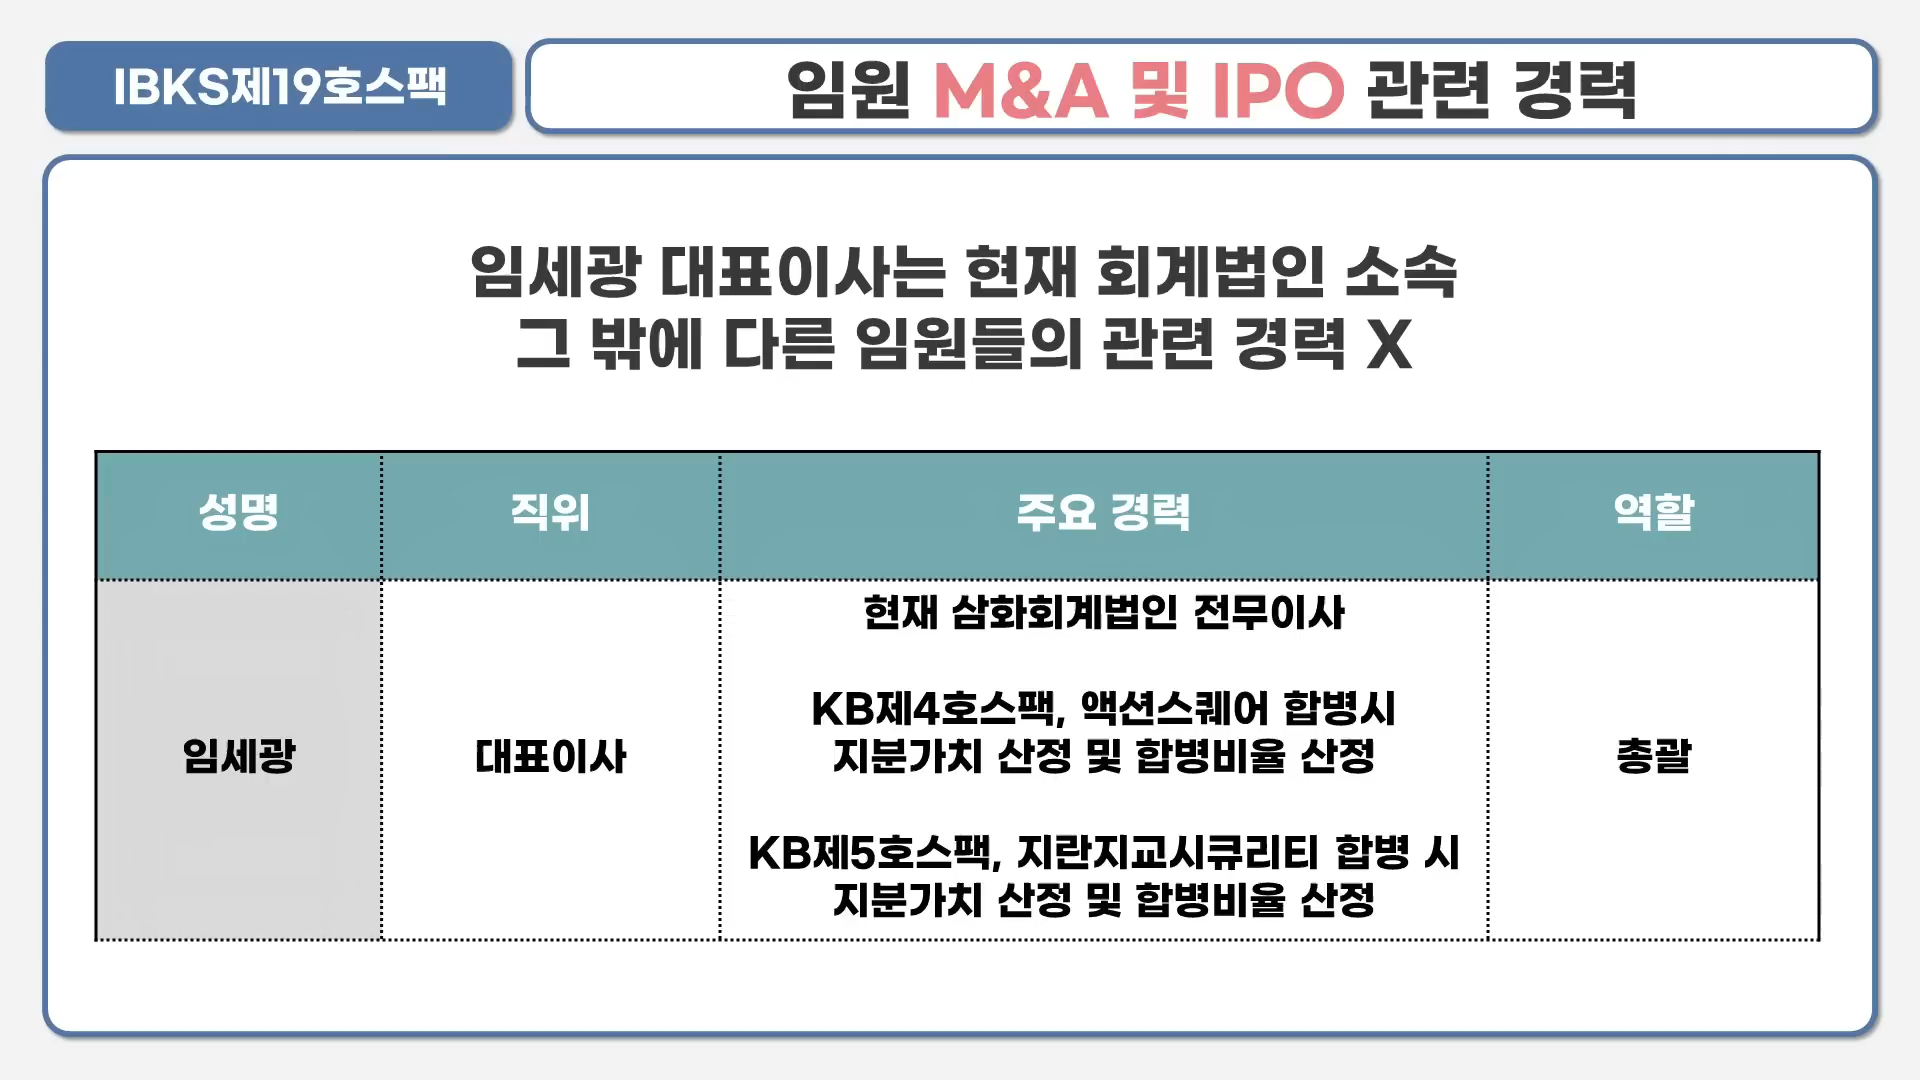 IBKS제19호스팩
임원 M&A 및 IPO 관련 경력
임세광 대표이사는 현재 회계법인 소속
그 밖에 다른 임원들의 관련 경력 X
성명 직위 주요 경력 역할
현재 삼화회계법인 전무이사
KB제4호스팩, 액션스퀘어 합병시
임세광 대표이사 지분가치 산정 및 합병비율 산정 총괄
KB제5호스팩, 지란지교시큐리티 합병 시
지분가치 산정 및 합병비율 산정